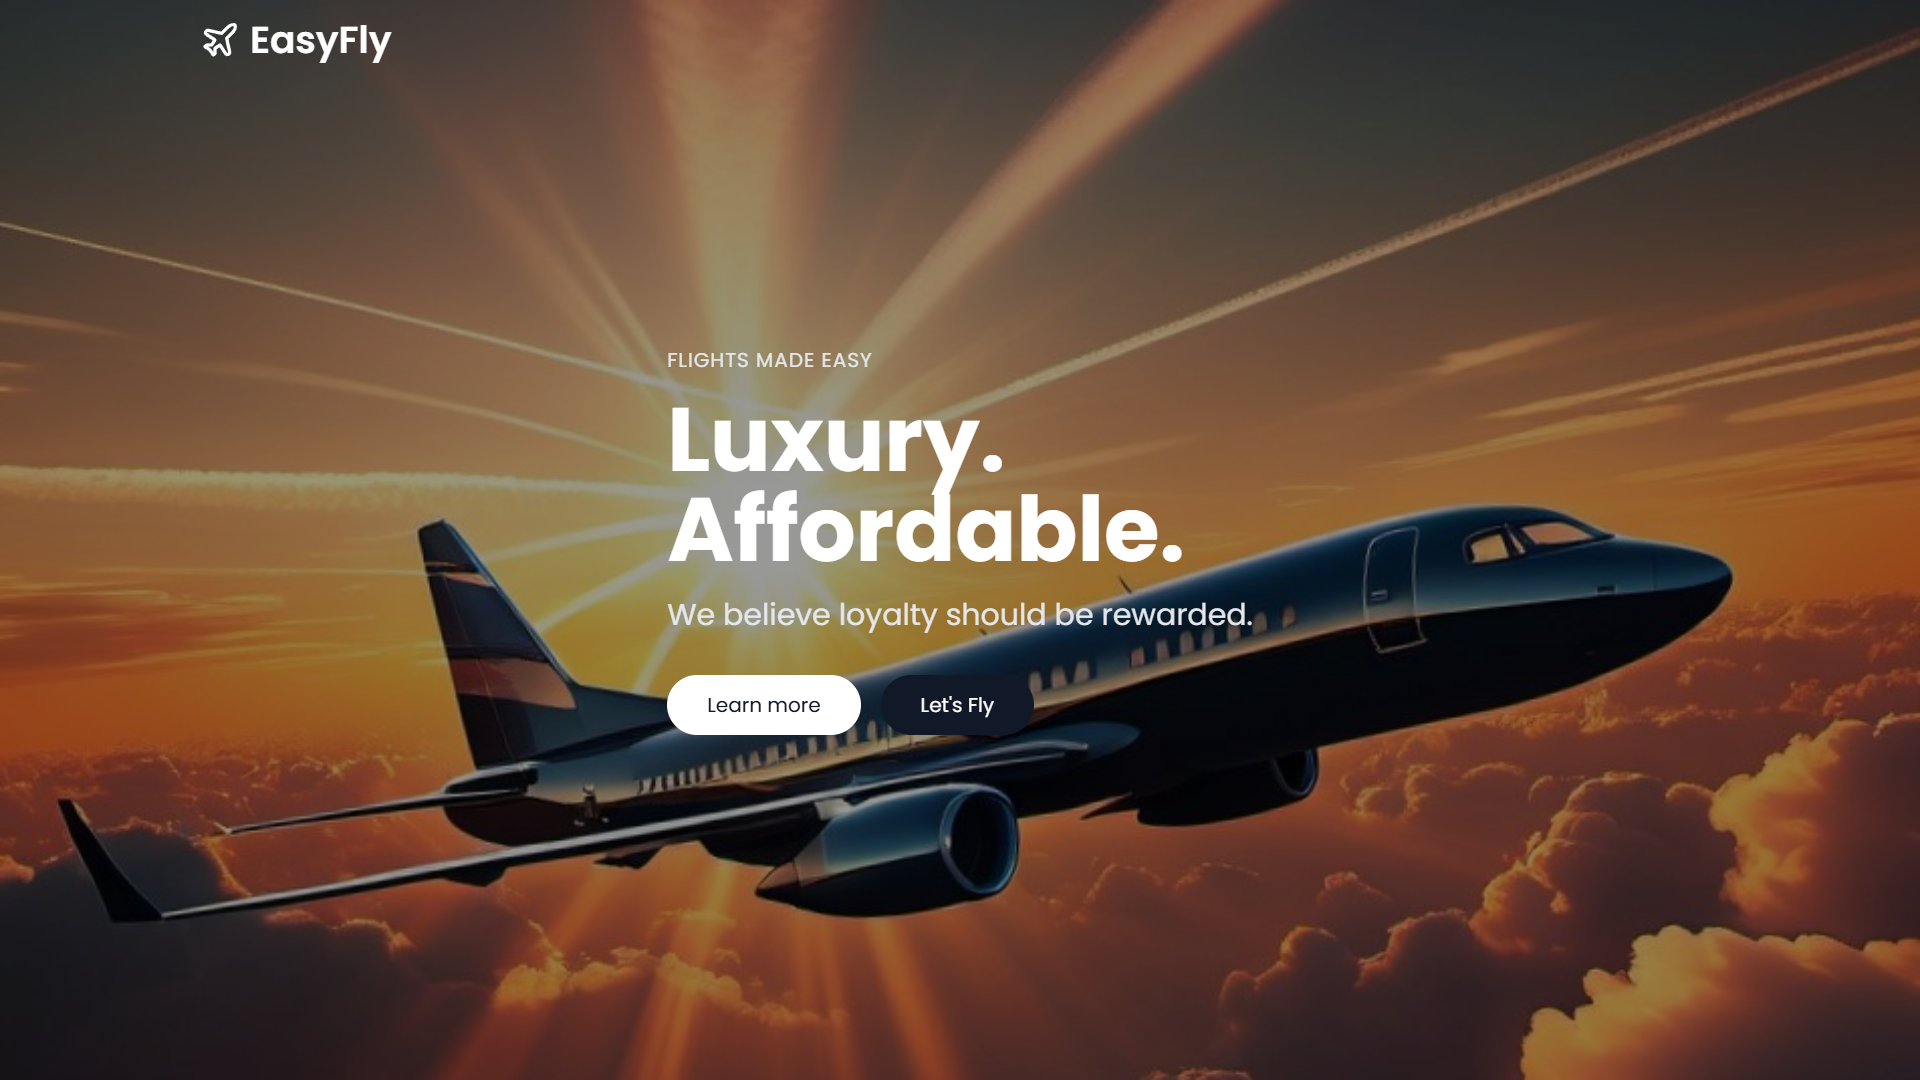 EasyFly
FLIGHTS MADE EASY
Luxury.
Affordable.
We believe loyalty should be rewarded.
Learn more
Let's Fly